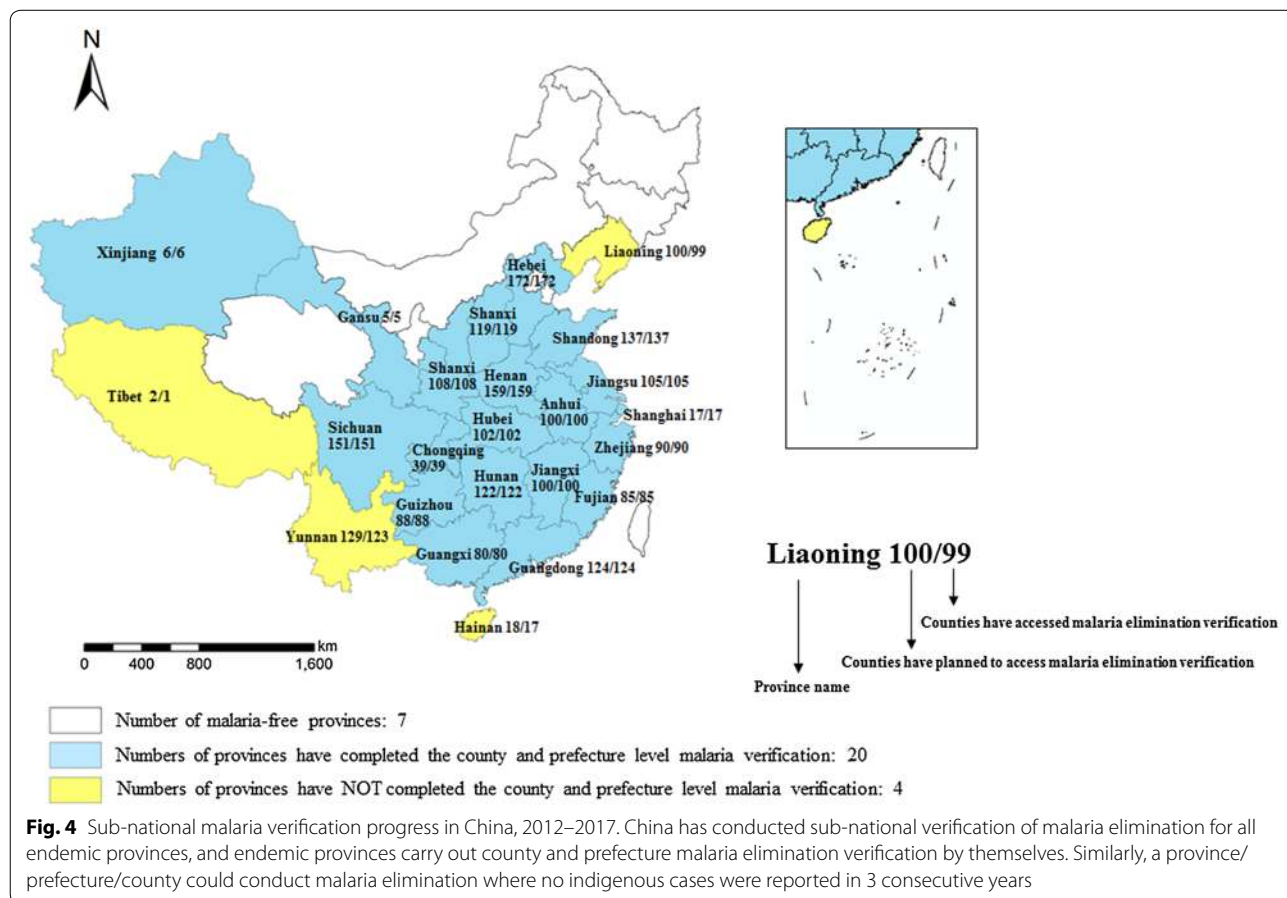 N
Xinjiang 6/6
Gansu 5/5
Tibet 2/1
Liaoning 100/99
Hebei
172/172
Shanxi
119/119
Shandong 137/137
Shanxi
108/108
Henan
159/159
Jiangsu 105/105
Anhui
100/100
Shanghai 17/17
Sichuan
151/151
Hubei
102/102
Zhejiang 90/90
Chongqing
39/39
Hunan
122/122
Jiangxi
100/100
Fujian 85/85
Guizhou
88/88
Yunnan 129/123
Guangxi 80/80
Guangdong 124/124
Hainan 18/17
km
0 400 800 1,600
Liaoning 100/99
Counties have accessed malaria elimination verification
Counties have planned to access malaria elimination verification
Province name
Number of malaria-free provinces: 7
Numbers of provinces have completed the county and prefecture level malaria verification: 20
Numbers of provinces have NOT completed the county and prefecture level malaria verification: 4
Fig. 4 Sub-national malaria verification progress in China, 2012–2017. China has conducted sub-national verification of malaria elimination for all
endemic provinces, and endemic provinces carry out county and prefecture malaria elimination verification by themselves. Similarly, a province/
prefecture/county could conduct malaria elimination where no indigenous cases were reported in 3 consecutive years